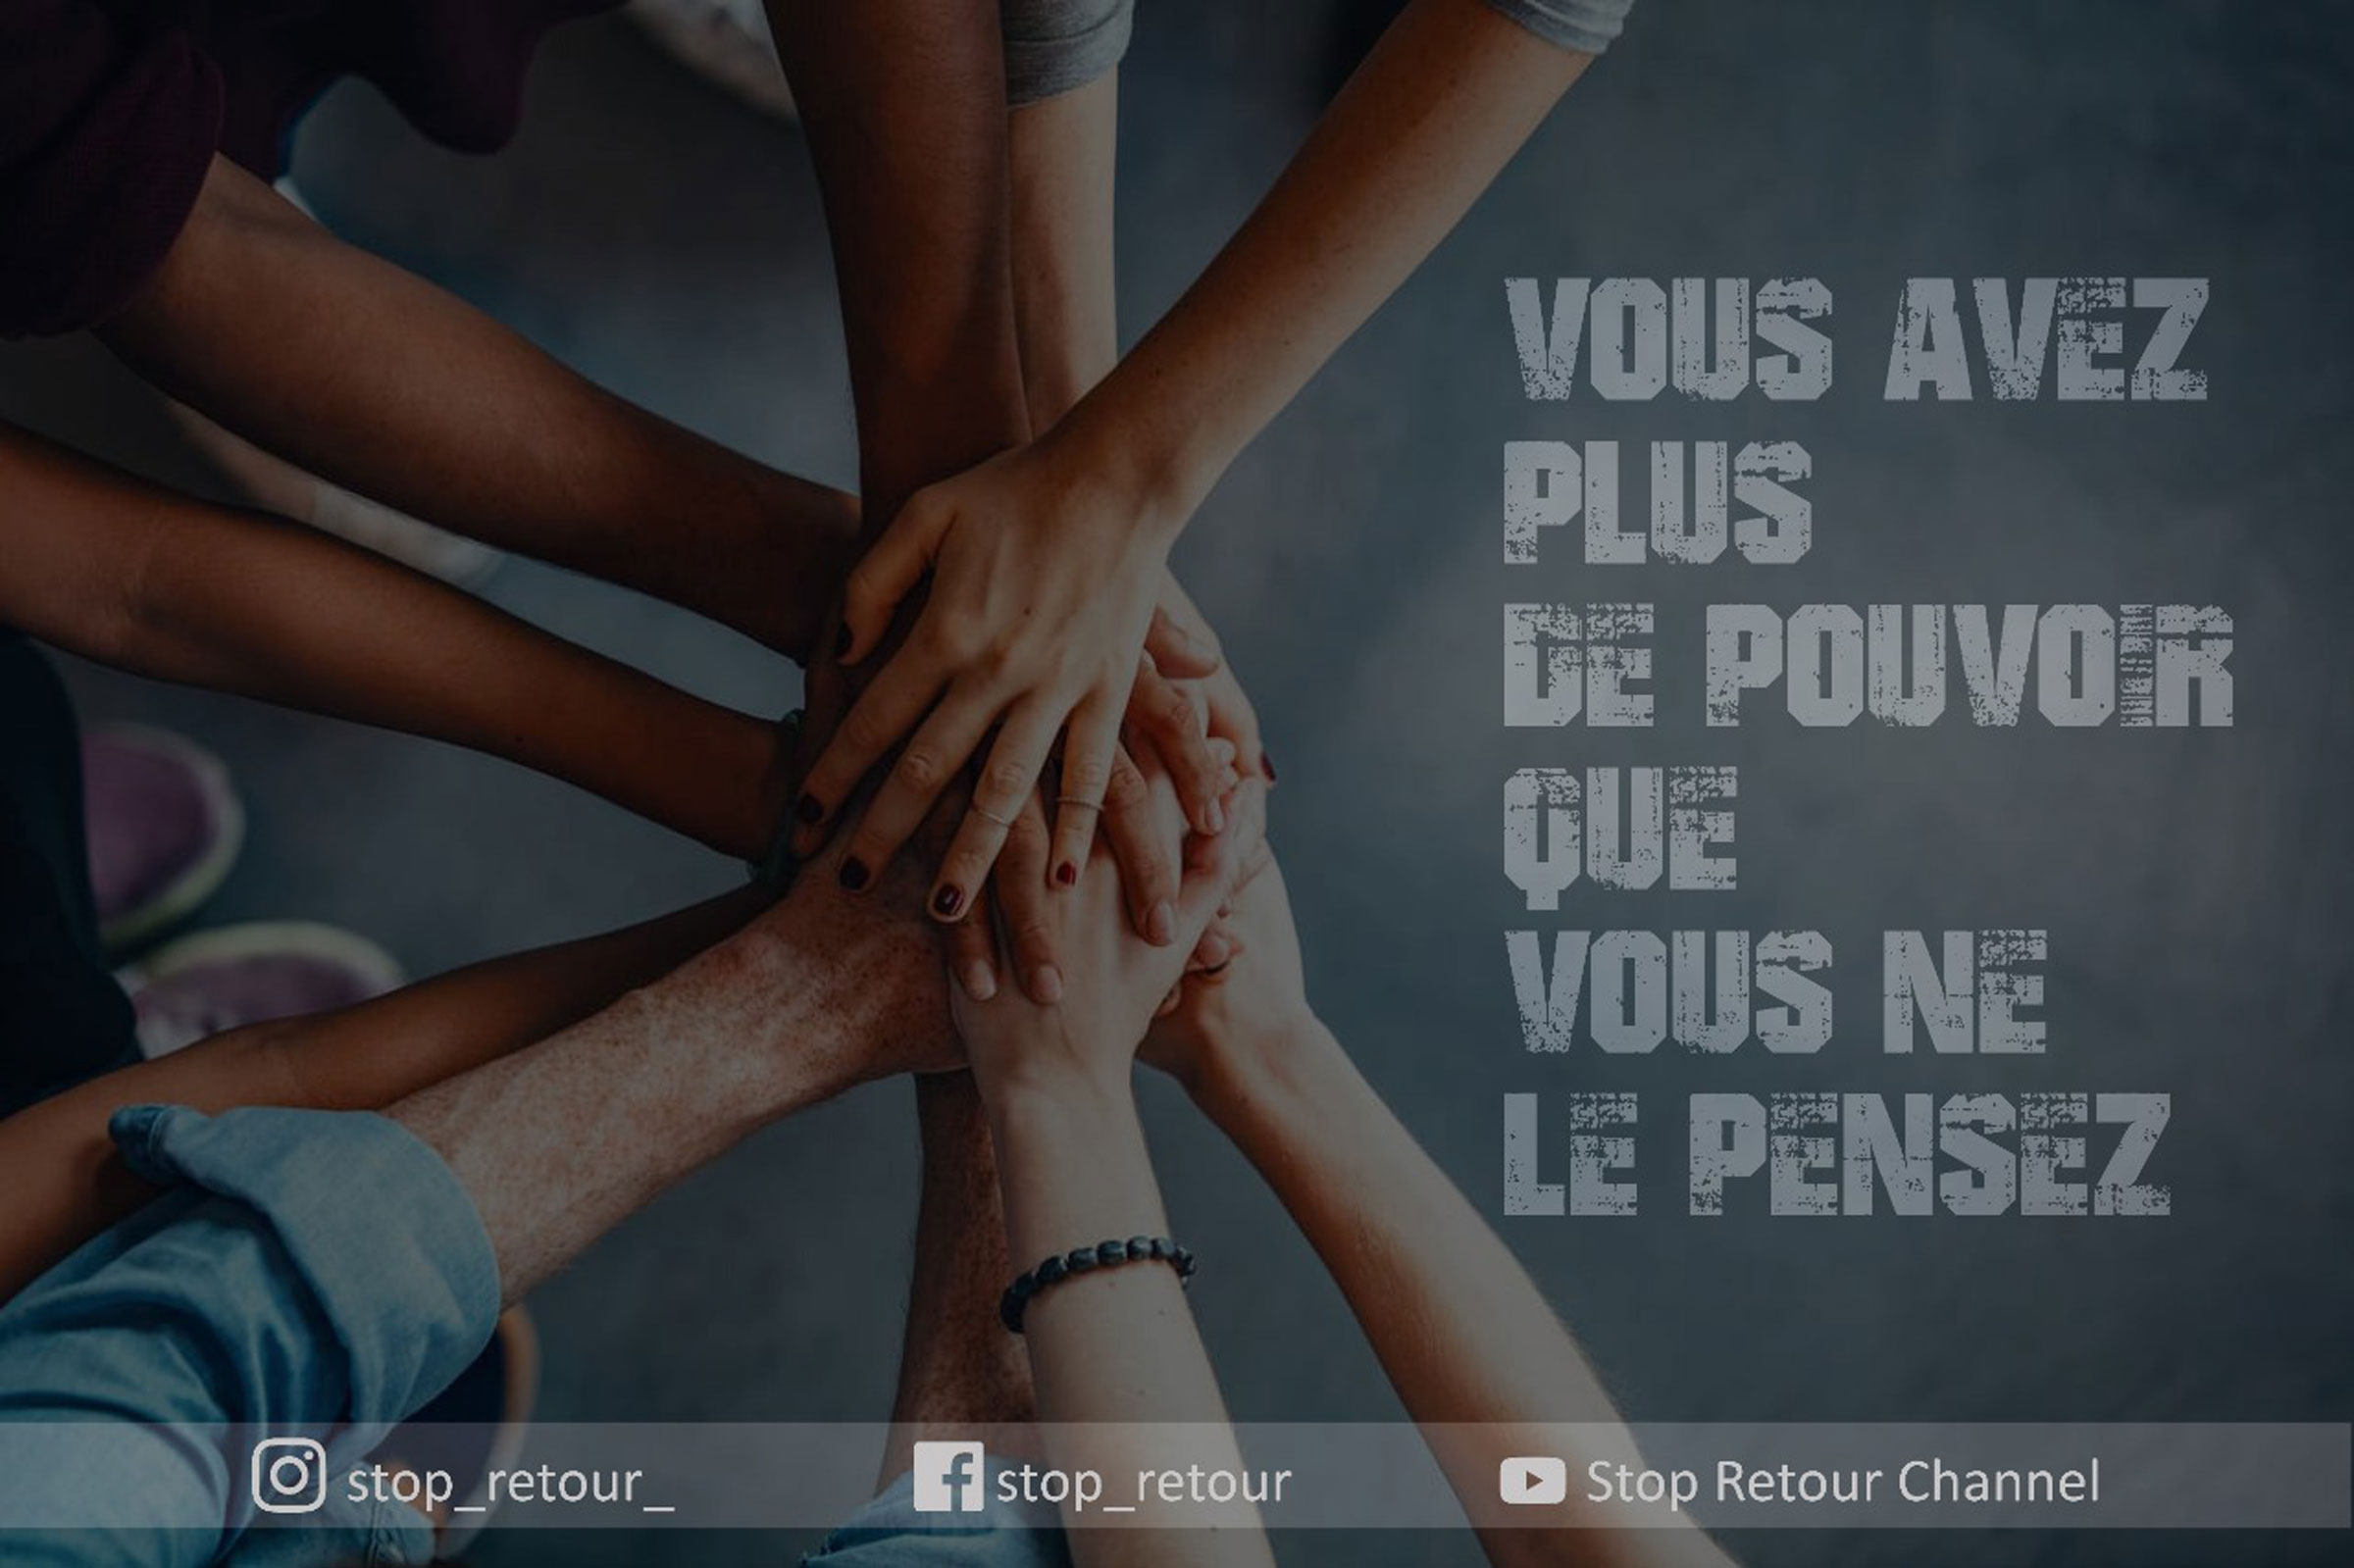 VOUS AVEZ
PLUS
DE POUVOIR
QUE
VOUS NE
LE PENSEZ
stop_retour_ stop_retour Stop Retour Channel